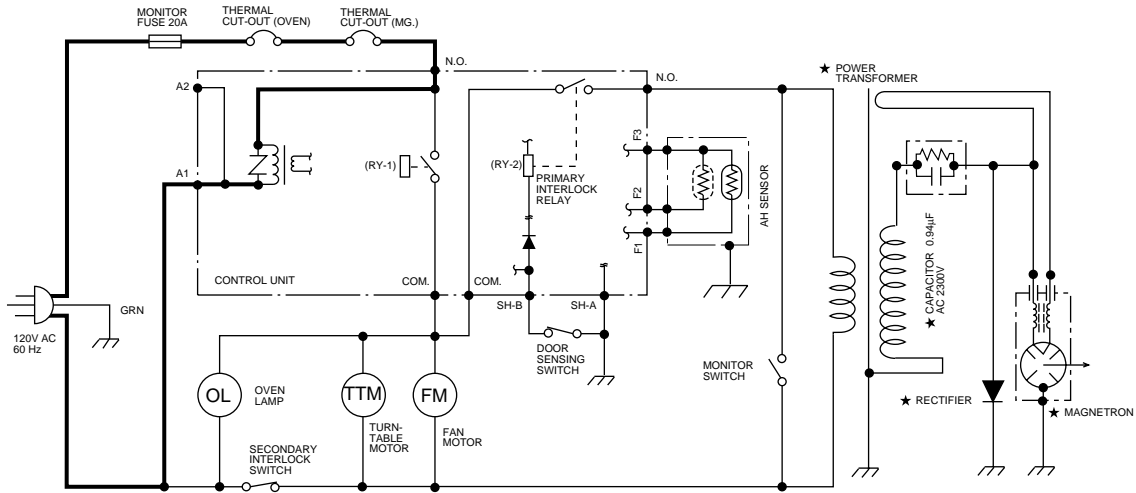 MONITOR
FUSE 20A
THERMAL
CUT-OUT (OVEN)
THERMAL
CUT-OUT (MG.)
N.O.
A2
A1
(RY-1)
(RY-2)
PRIMARY
INTERLOCK
RELAY
N.O.
F3
F2
F1
AH SENSOR
★ POWER
TRANSFORMER
★ CAPACITOR 0.94µF
AC 2300V
CONTROL UNIT
COM.
COM.
SH-B
SH-A
GRN
120V AC
60 Hz
DOOR
SENSING
SWITCH
MONITOR
SWITCH
OL
OVEN
LAMP
TTM
TURN-
TABLE
MOTOR
FM
FAN
MOTOR
SECONDARY
INTERLOCK
SWITCH
★ RECTIFIER
★ MAGNETRON